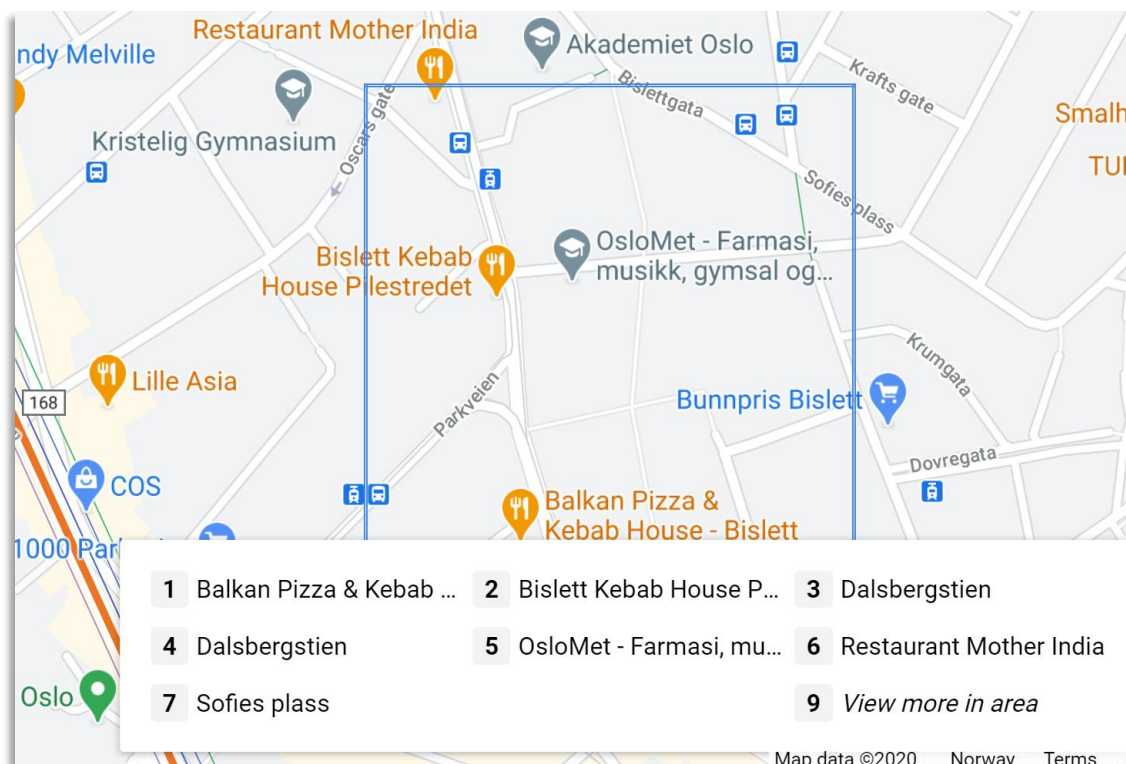 Restaurant Mother India
Akademiet Oslo
ndy Melville
Bislettgata
Krafts gate
Smalh
Kristelig Gymnasium
Oscars gate
TUI
Sofies plass
Bislett Kebab
House Pilestredet
OsloMet - Farmasi,
musikk, gymsal og...
Lille Asia
168
Parkveien
Krumgata
Bunnpris Bislett
Dovregata
COS
Balkan Pizza &
Kebab House - Bislett
1000 Par
1 Balkan Pizza & Kebab ... 2 Bislett Kebab House P... 3 Dalsbergstien
4 Dalsbergstien 5 OsloMet - Farmasi, mu... 6 Restaurant Mother India
7 Sofies plass 9 View more in area
Oslo
Map data ©2020 Norway Terms